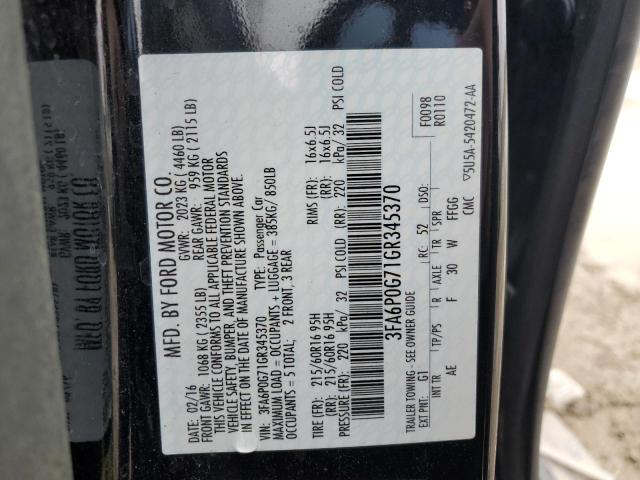 MFD. BY FORD MOTOR CO.
DATE: 02/16 GVWR: 2023 KG ( 4460 LB)
FRONT GAWR: 1068 KG ( 2355 LB) REAR GAWR: 959 KG ( 2115 LB)
THIS VEHICLE CONFORMS TO ALL APPLICABLE FEDERAL MOTOR
VEHICLE SAFETY, BUMPER, AND THEFT PREVENTION STANDARDS
IN EFFECT ON THE DATE OF MANUFACTURE SHOWN ABOVE.
VIN: 3FA6P0G71GR345370 TYPE: Passenger Car
MAXIMUM LOAD = OCCUPANTS + LUGGAGE = 385KG/ 850LB
OCCUPANTS = 5 TOTAL; 2 FRONT, 3 REAR
TIRE (FR): 215/60R16 95H RIMS (FR): 16x6.5J
(RR): 215/60R16 95H (RR): 16x6.5J
PRESSURE (FR): 220 kPa/ 32 PSI COLD (RR): 220 kPa/ 32 PSI COLD
3FA6P0G71GR345370
TRAILER TOWING - SEE OWNER GUIDE
F0098
R0110
EXT PNT: G1 RC: 52 DSO:
TP/PS R AXLE TR SPR
AE F 30 W FFGG
CMC ▽5U5A-5420472-AA